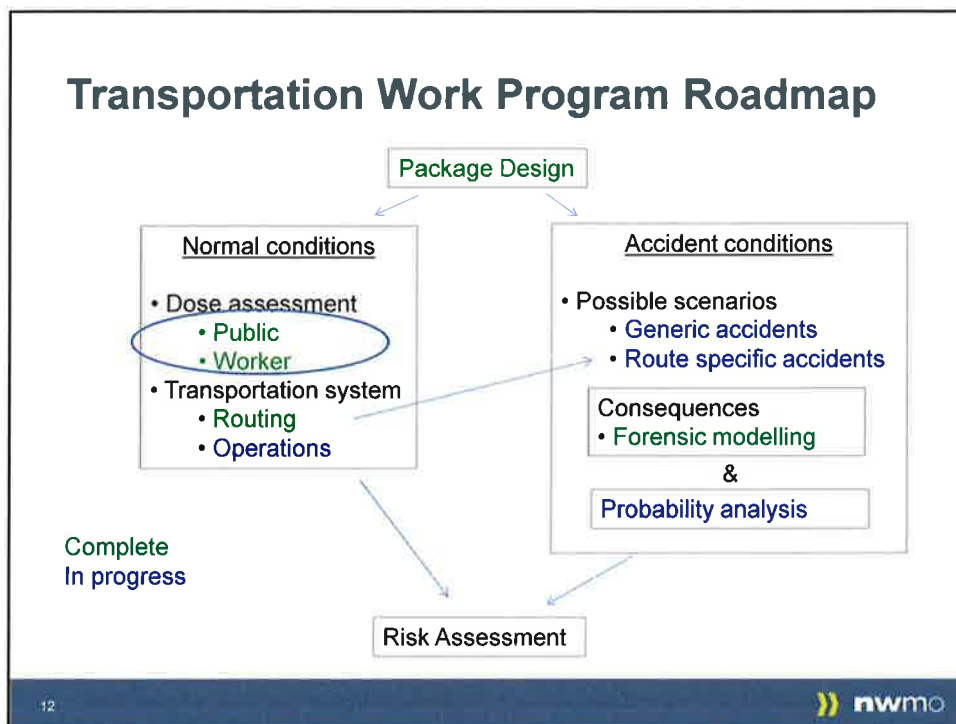 Transportation Work Program Roadmap
Package Design
Normal conditions
• Dose assessment
• Public
• Worker
• Transportation system
• Routing
• Operations
Accident conditions
• Possible scenarios
• Generic accidents
• Route specific accidents
Consequences
• Forensic modelling
&
Probability analysis
Complete
In progress
Risk Assessment
12
nwmo